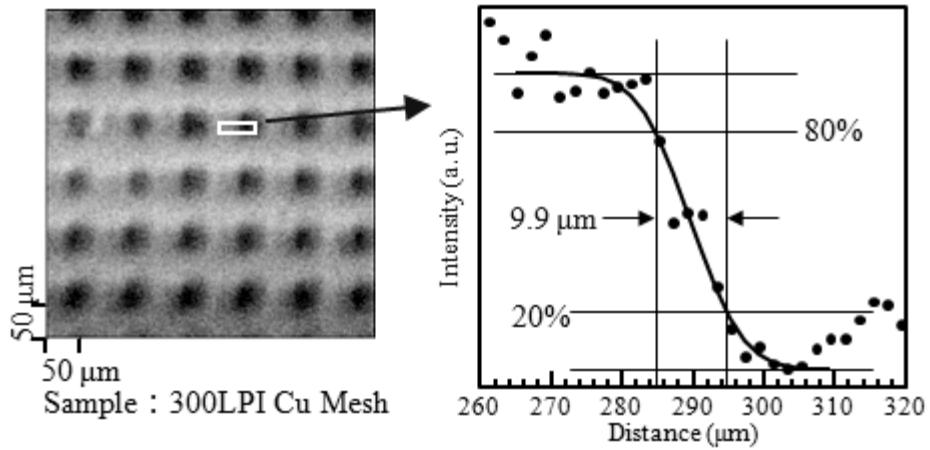 50 μm
50 μm
Sample：300LPI Cu Mesh
Intensity (a. u.)
80%
9.9 μm
20%
260 270 280 290 300 310 320
Distance (μm)